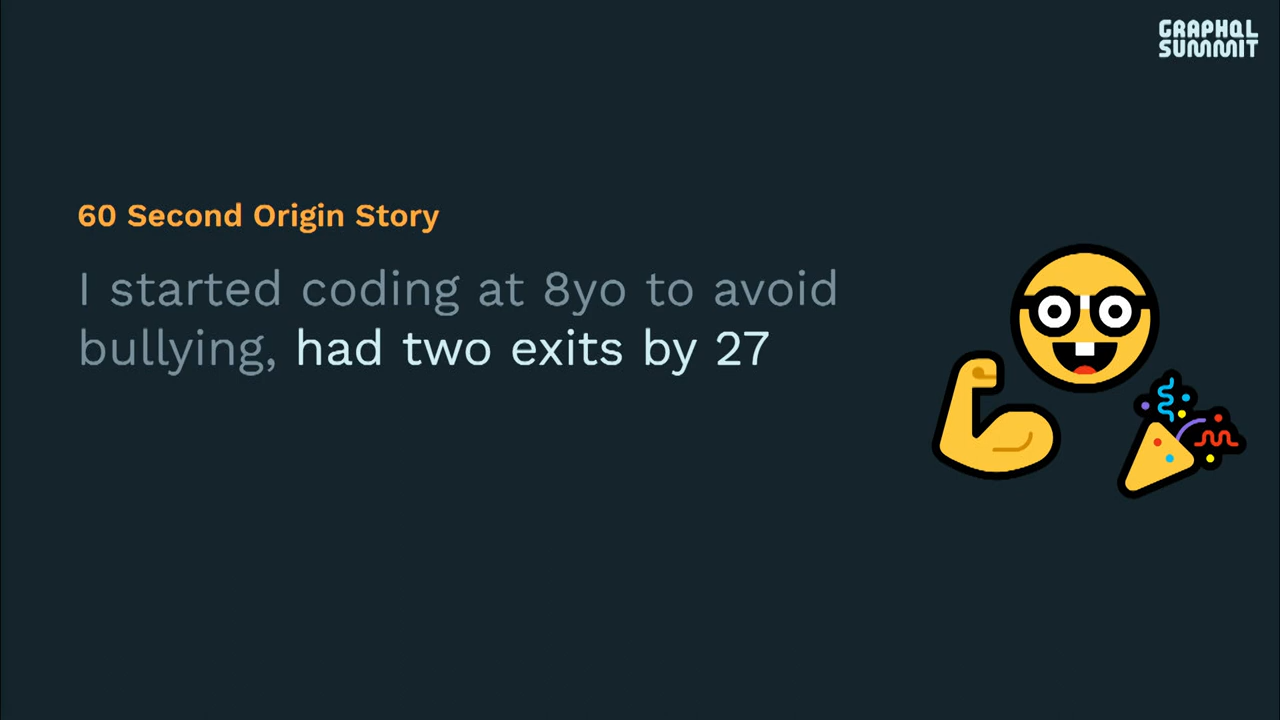 GRAPHQL
SUMMIT
60 Second Origin Story
I started coding at 8yo to avoid
bullying, had two exits by 27